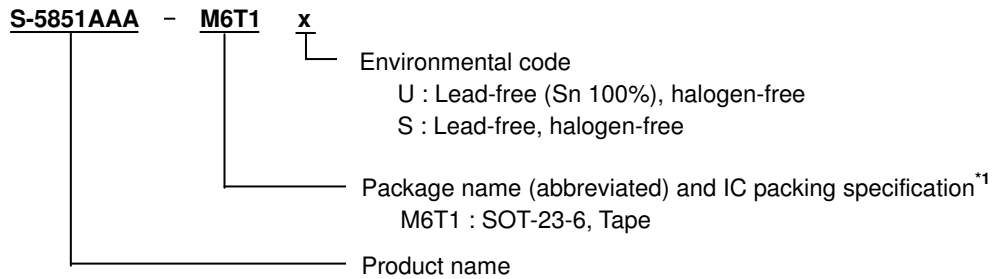 S-5851AAA – M6T1 x
Environmental code
U : Lead-free (Sn 100%), halogen-free
S : Lead-free, halogen-free
Package name (abbreviated) and IC packing specification*1
M6T1 : SOT-23-6, Tape
Product name